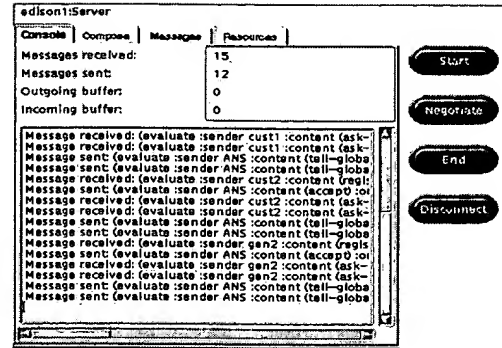 edison1:Server
Console Compose Messages Resources
Messages received: 15
Messages sent: 12
Outgoing buffer: 0
Incoming buffer: 0
Start
Negotiate
End
Disconnect
Message received: (evaluate :sender cust1 :content (ask-
Message received: (evaluate :sender cust1 :content (ask-
Message sent: (evaluate :sender ANS :content (tell-globa
Message sent: (evaluate :sender ANS :content (tell-globa
Message received: (evaluate :sender cust2 :content (regi:
Message sent: (evaluate :sender ANS :content (accept) :oi
Message received: (evaluate :sender cust2 :content (ask-
Message received: (evaluate :sender cust2 :content (ask-
Message sent: (evaluate :sender ANS :content (tell-globa
Message sent: (evaluate :sender ANS :content (tell-globa
Message received: (evaluate :sender gen2 :content (regis
Message sent: (evaluate :sender ANS :content (accept) :oi
Message received: (evaluate :sender gen2 :content (ask-
Message received: (evaluate :sender gen2 :content (ask-
Message sent: (evaluate :sender ANS :content (tell-globa
Message sent: (evaluate :sender ANS :content (tell-globa